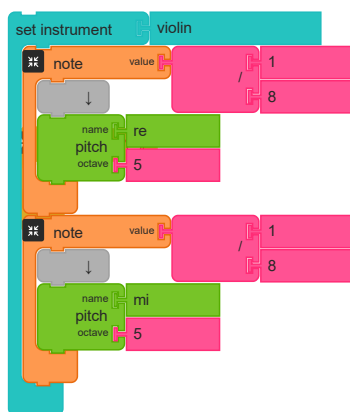 set instrument violin
note value 1
/
8
↓
name re
pitch
octave 5
note value 1
/
8
↓
name mi
pitch
octave 5